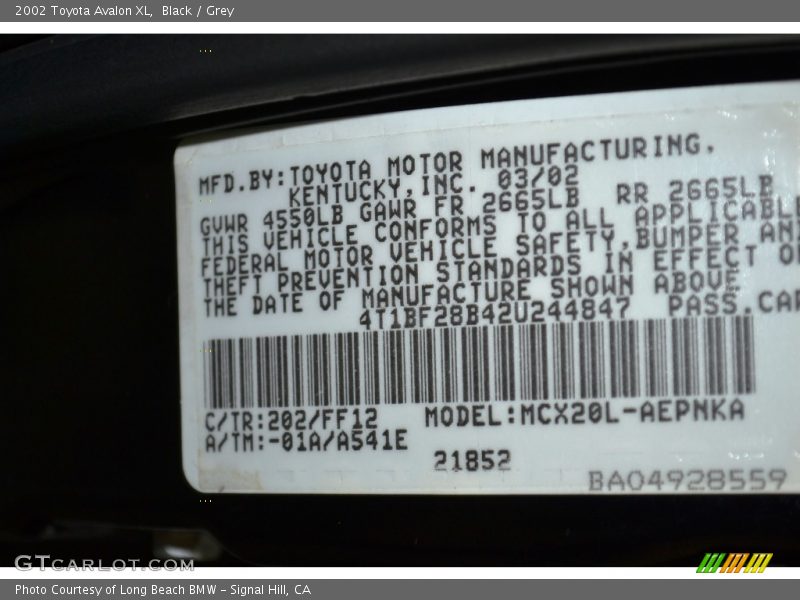 2002 Toyota Avalon XL, Black / Grey
MFD.BY:TOYOTA MOTOR MANUFACTURING,
KENTUCKY,INC. 03/02
GVWR 4550LB GAWR FR 2665LB RR 2665LB
THIS VEHICLE CONFORMS TO ALL APPLICABLE
FEDERAL MOTOR VEHICLE SAFETY,BUMPER AN
THEFT PREVENTION STANDARDS IN EFFECT O
THE DATE OF MANUFACTURE SHOWN ABOVE.
4T1BF28B42U244847 PASS.CAR
C/TR:202/FF12 MODEL:MCX20L-AEPNKA
A/TM:-01A/A541E
21852
BA04928559
GTCARLOT.COM
Photo Courtesy of Long Beach BMW - Signal Hill, CA